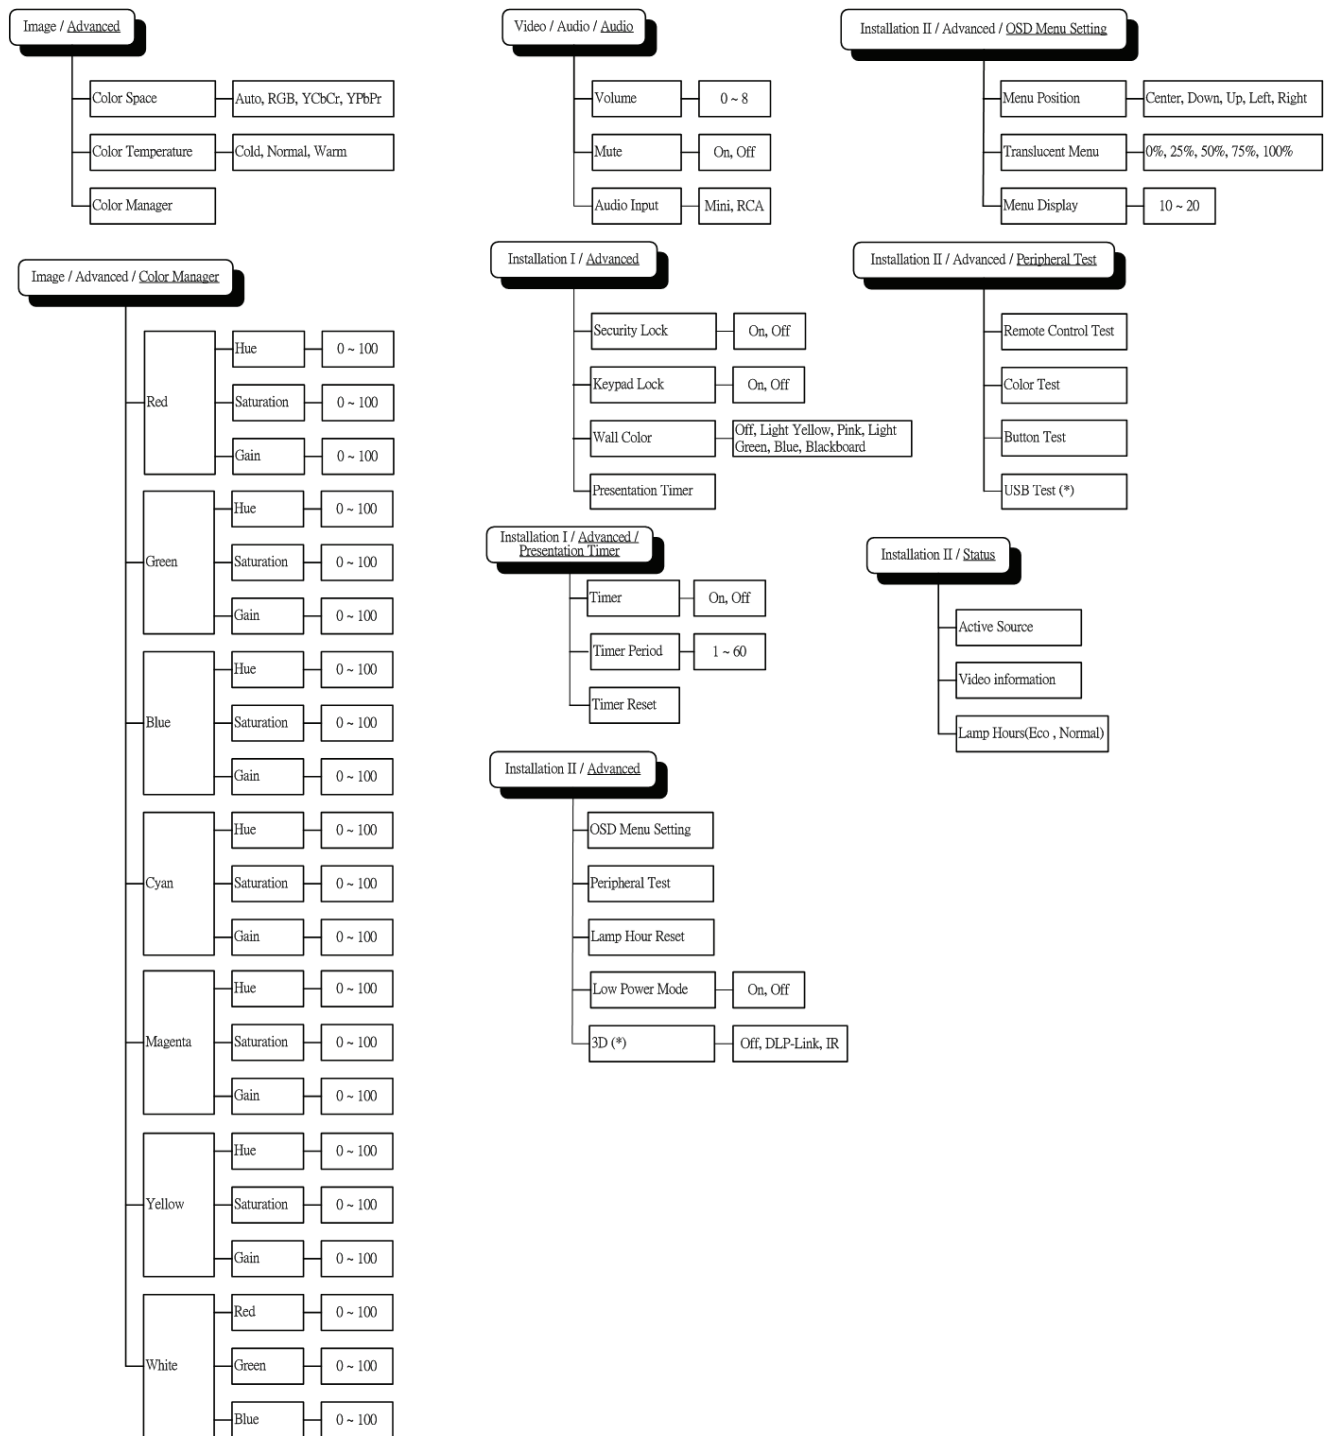 Image / Advanced
Color Space
Auto, RGB, YCbCr, YPbPr
Color Temperature
Cold, Normal, Warm
Color Manager
Image / Advanced / Color Manager
Red
Hue
0 ~ 100
Saturation
0 ~ 100
Gain
0 ~ 100
Green
Hue
0 ~ 100
Saturation
0 ~ 100
Gain
0 ~ 100
Blue
Hue
0 ~ 100
Saturation
0 ~ 100
Gain
0 ~ 100
Cyan
Hue
0 ~ 100
Saturation
0 ~ 100
Gain
0 ~ 100
Magenta
Hue
0 ~ 100
Saturation
0 ~ 100
Gain
0 ~ 100
Yellow
Hue
0 ~ 100
Saturation
0 ~ 100
Gain
0 ~ 100
White
Red
0 ~ 100
Green
0 ~ 100
Blue
0 ~ 100
Video / Audio / Audio
Volume
0 ~ 8
Mute
On, Off
Audio Input
Mini, RCA
Installation I / Advanced
Security Lock
On, Off
Keypad Lock
On, Off
Wall Color
Off, Light Yellow, Pink, Light
Green, Blue, Blackboard
Presentation Timer
Installation I / Advanced /
Presentation Timer
Timer
On, Off
Timer Period
1 ~ 60
Timer Reset
Installation II / Advanced
OSD Menu Setting
Peripheral Test
Lamp Hour Reset
Low Power Mode
On, Off
3D (*)
Off, DLP-Link, IR
Installation II / Advanced / OSD Menu Setting
Menu Position
Center, Down, Up, Left, Right
Translucent Menu
0%, 25%, 50%, 75%, 100%
Menu Display
10 ~ 20
Installation II / Advanced / Peripheral Test
Remote Control Test
Color Test
Button Test
USB Test (*)
Installation II / Status
Active Source
Video information
Lamp Hours(Eco , Normal)